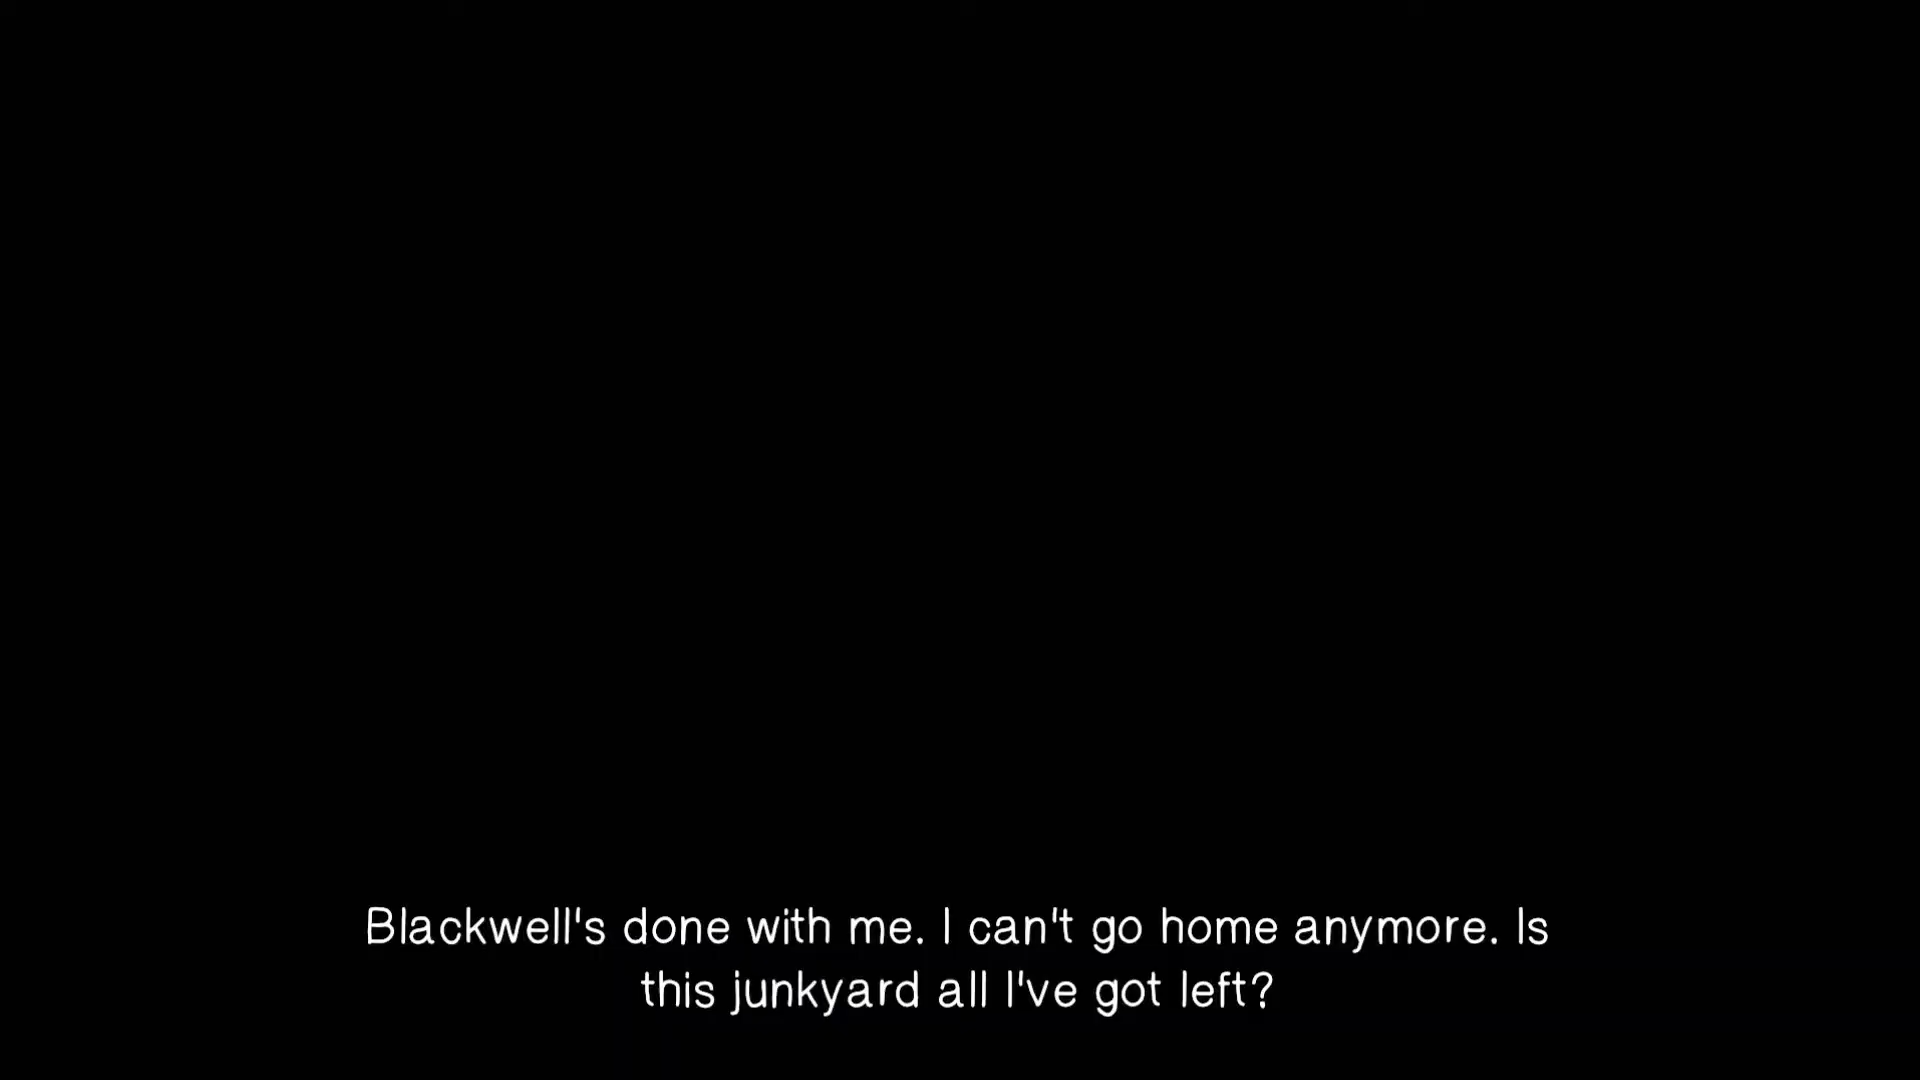 Blackwell's done with me. I can't go home anymore. Is
this junkyard all I've got left?